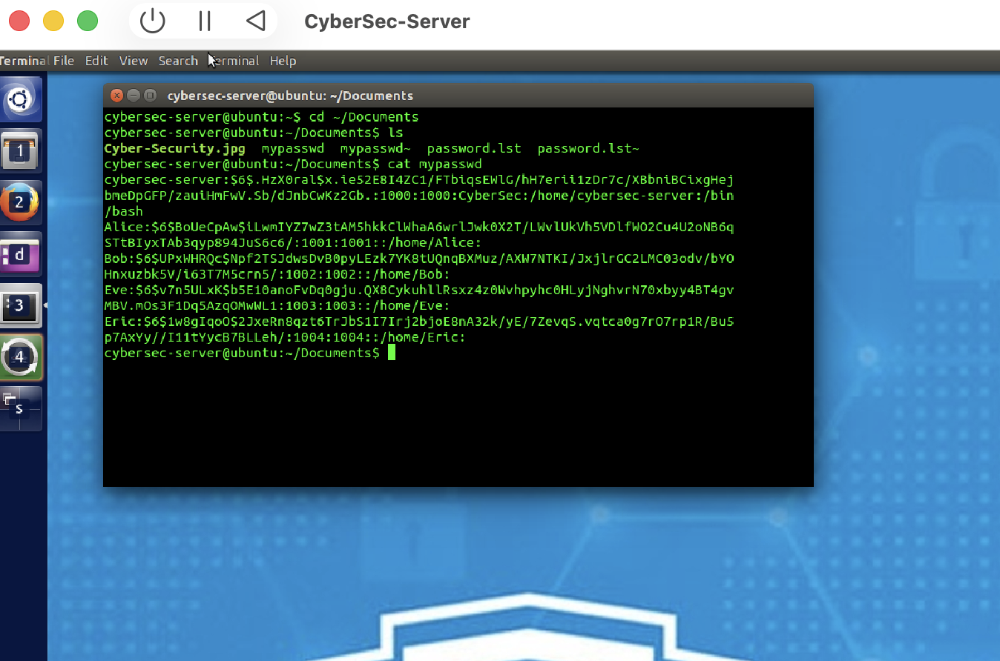 CyberSec-Server
Terminal File Edit View Search Terminal Help
cybersec-server@ubuntu: ~/Documents
cybersec-server@ubuntu:~$ cd ~/Documents
cybersec-server@ubuntu:~/Documents$ ls
Cyber-Security.jpg mypasswd mypasswd~ password.lst password.lst~
cybersec-server@ubuntu:~/Documents$ cat mypasswd
cybersec-server:$6$.HzX0ral$x.ie52E8I4ZC1/FTbiqsEWlG/hH7erii1zDr7c/XBbniBCixgHej
bmeDpGFP/zauiHmFwV.Sb/dJnbCwKz2Gb.:1000:1000:CyberSec:/home/cybersec-server:/bin
/bash
Alice:$6$BoUeCpAw$iLwmIYZ7wZ3tAM5hkkClWhaA6wrlJwk0X2T/LWvlUkVh5VDlfWO2Cu4U2oNB6q
STtBIyxTAb3qyp894JuS6c6/:1001:1001::/home/Alice:
Bob:$6$UPxWHRQc$Npf2TSJdwsDvB0pyLEzk7YK8tUQnqBXMuz/AXW7NTKI/JxjlrGC2LMC03odv/bYO
Hnxuzbk5V/i63T7M5crn5/:1002:1002::/home/Bob:
Eve:$6$v7n5ULxK$b5E10anoFvDq0gju.QX8CykuhllRsxz4z0Wvhpyhc0HLyjNghvrN70xbyy4BT4gv
MBV.mOs3F1Dq5AzqOMwWL1:1003:1003::/home/Eve:
Eric:$6$1w8gIqoO$2JxeRn8qzt6TrJbS1I7Irj2bjoE8nA32k/yE/7ZevqS.vqtca0g7rO7rp1R/Bu5
p7AxYy//I11tYycB7BLLeh/:1004:1004::/home/Eric:
cybersec-server@ubuntu:~/Documents$
1
2
d
3
4
s